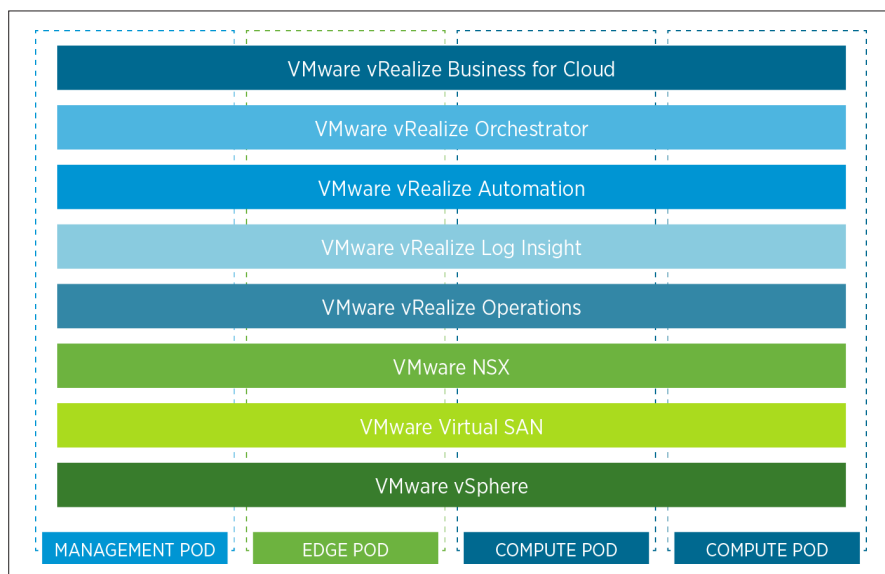 VMware vRealize Business for Cloud
VMware vRealize Orchestrator
VMware vRealize Automation
VMware vRealize Log Insight
VMware vRealize Operations
VMware NSX
VMware Virtual SAN
VMware vSphere
MANAGEMENT POD
EDGE POD
COMPUTE POD
COMPUTE POD